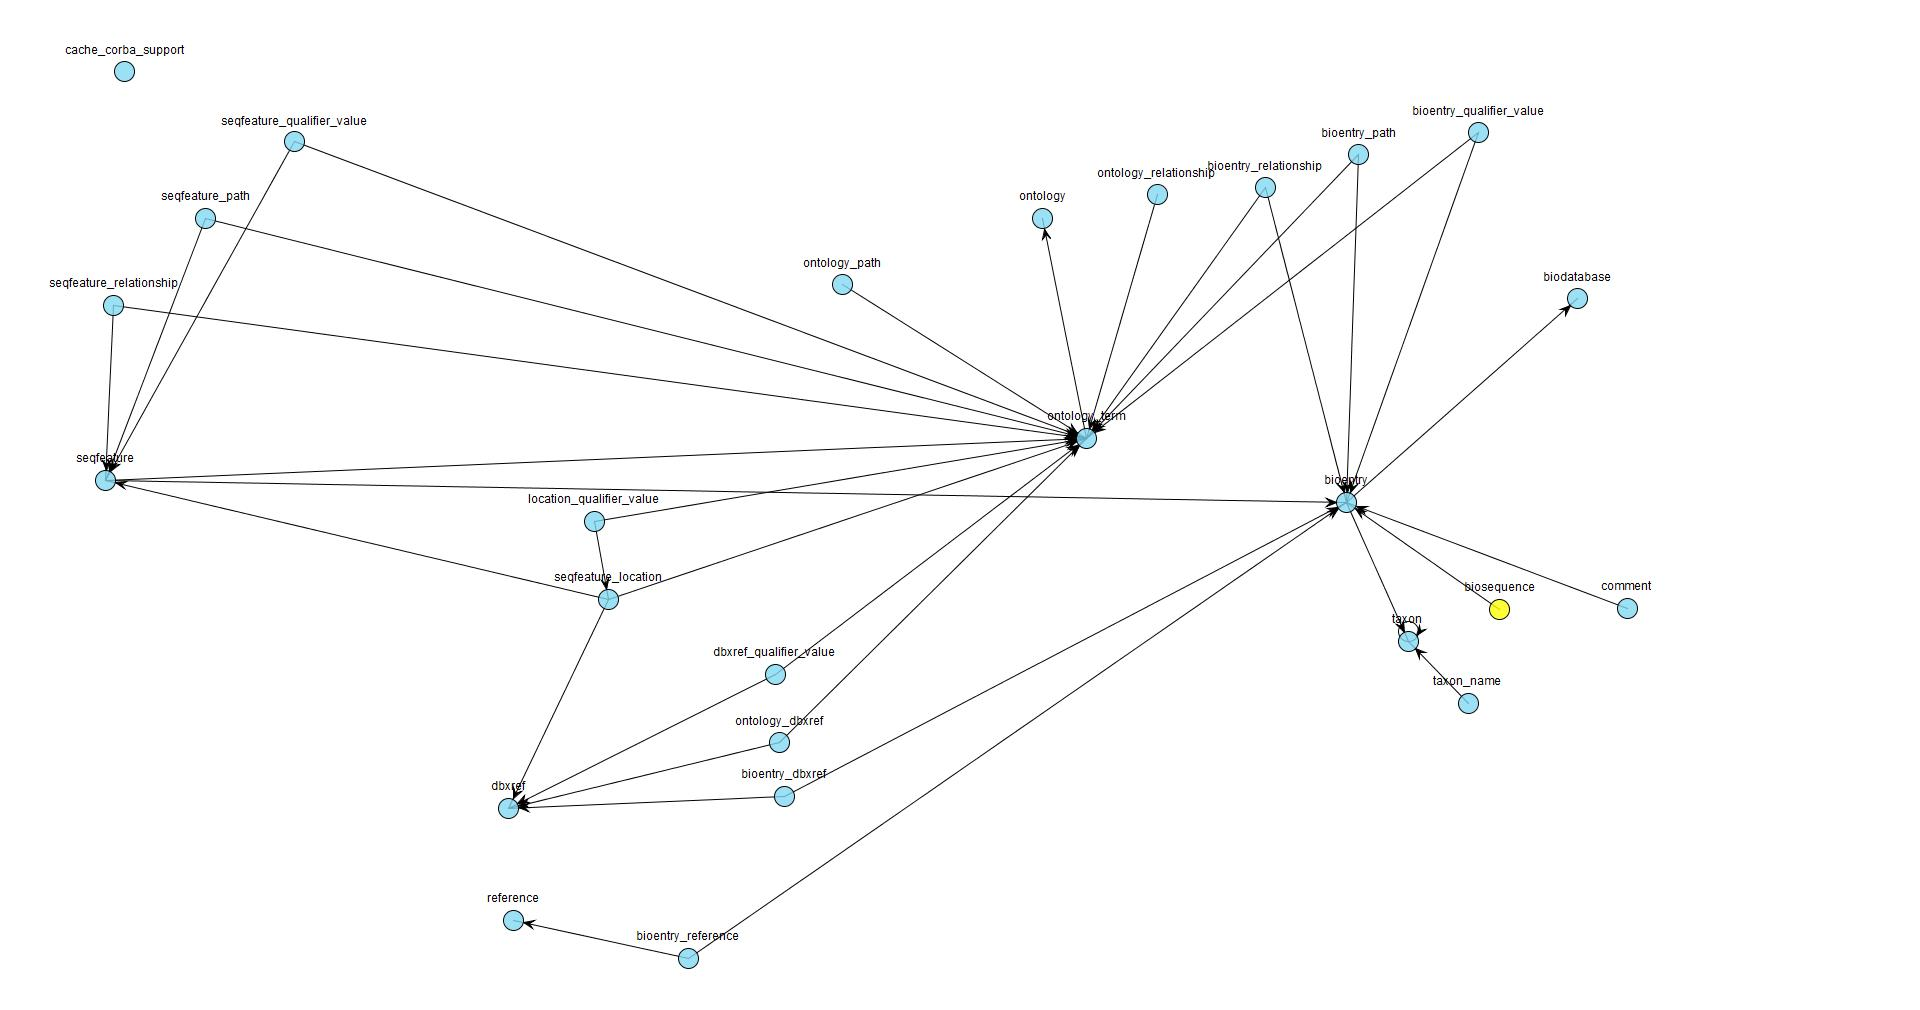 cache_corba_support
bioentry_qualifier_value
seqfeature_qualifier_value
bioentry_path
bioentry_relationship
ontology_relationship
seqfeature_path
ontology
ontology_path
biodatabase
seqfeature_relationship
ontology_term
seqfeature
bioentry
location_qualifier_value
seqfeature_location
comment
biosequence
taxon
dbxref_qualifier_value
taxon_name
ontology_dbxref
bioentry_dbxref
dbxref
reference
bioentry_reference